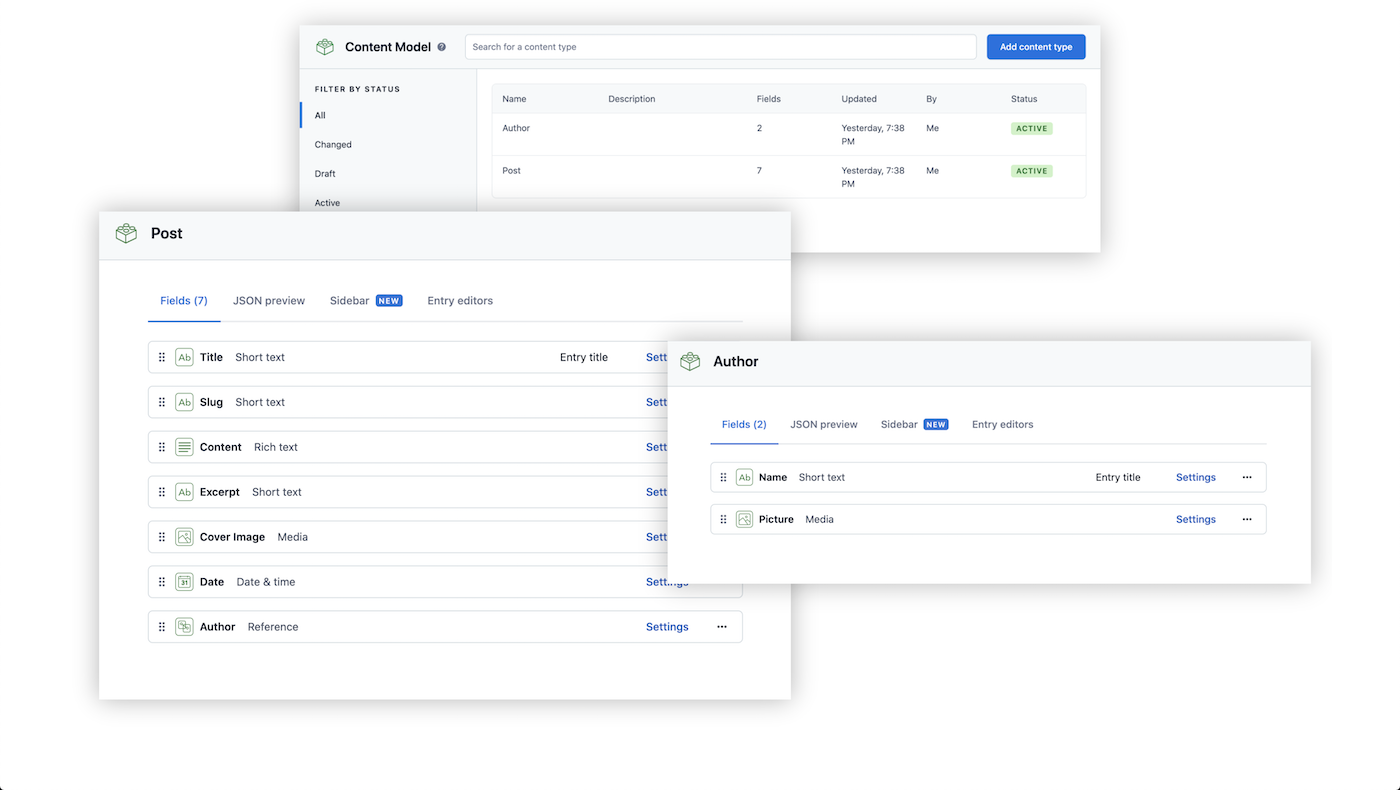 Content Model ?
Search for a content type
Add content type
FILTER BY STATUS
All
Changed
Draft
Active
Name Description Fields Updated By Status
Author 2 Yesterday, 7:38 PM Me ACTIVE
Post 7 Yesterday, 7:38 PM Me ACTIVE
Post
Fields (7) JSON preview Sidebar NEW Entry editors
Ab Title Short text Entry title Sett
Ab Slug Short text Sett
Content Rich text Sett
Ab Excerpt Short text Sett
Cover Image Media Sett
31 Date Date & time Settings
Author Reference Settings ...
Author
Fields (2) JSON preview Sidebar NEW Entry editors
Ab Name Short text Entry title Settings ...
Picture Media Settings ...